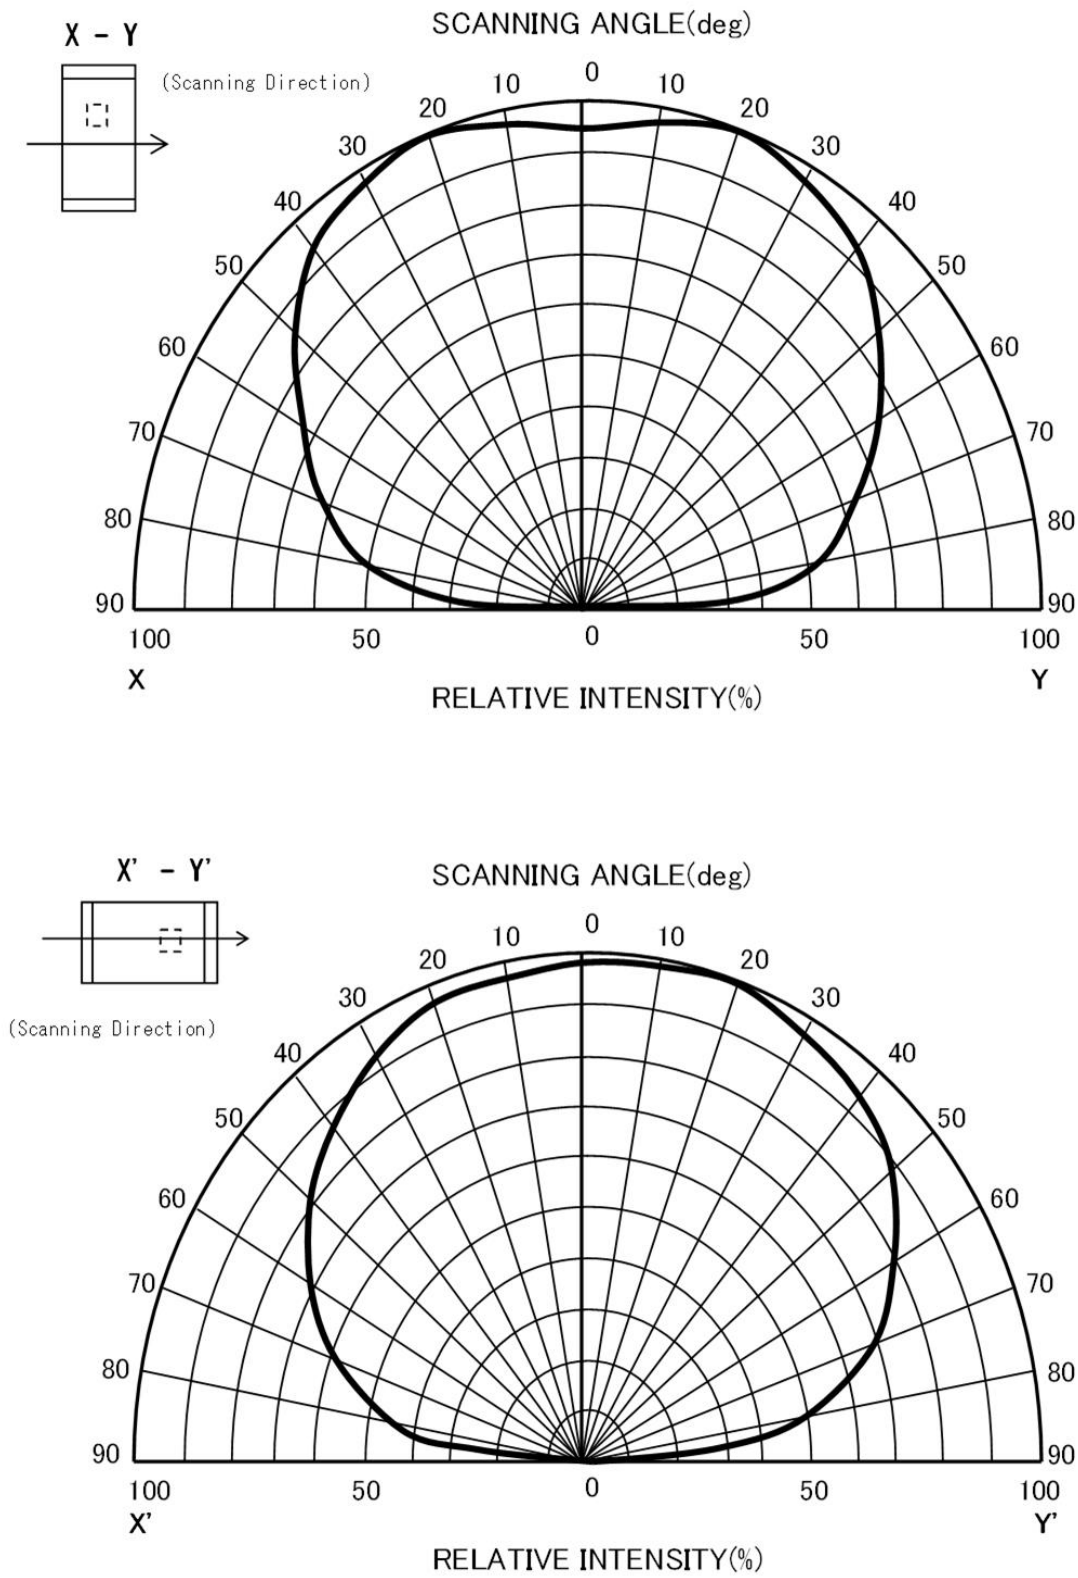 SCANNING ANGLE(deg)
X - Y
(Scanning Direction)
0
10 10
20 20
30 30
40 40
50 50
60 60
70 70
80 80
90 90
100 50 0 50 100
X Y
RELATIVE INTENSITY(%)
X' - Y'
SCANNING ANGLE(deg)
0
10 10
20 20
30 30
(Scanning Direction)
40 40
50 50
60 60
70 70
80 80
90 90
100 50 0 50 100
X' Y'
RELATIVE INTENSITY(%)